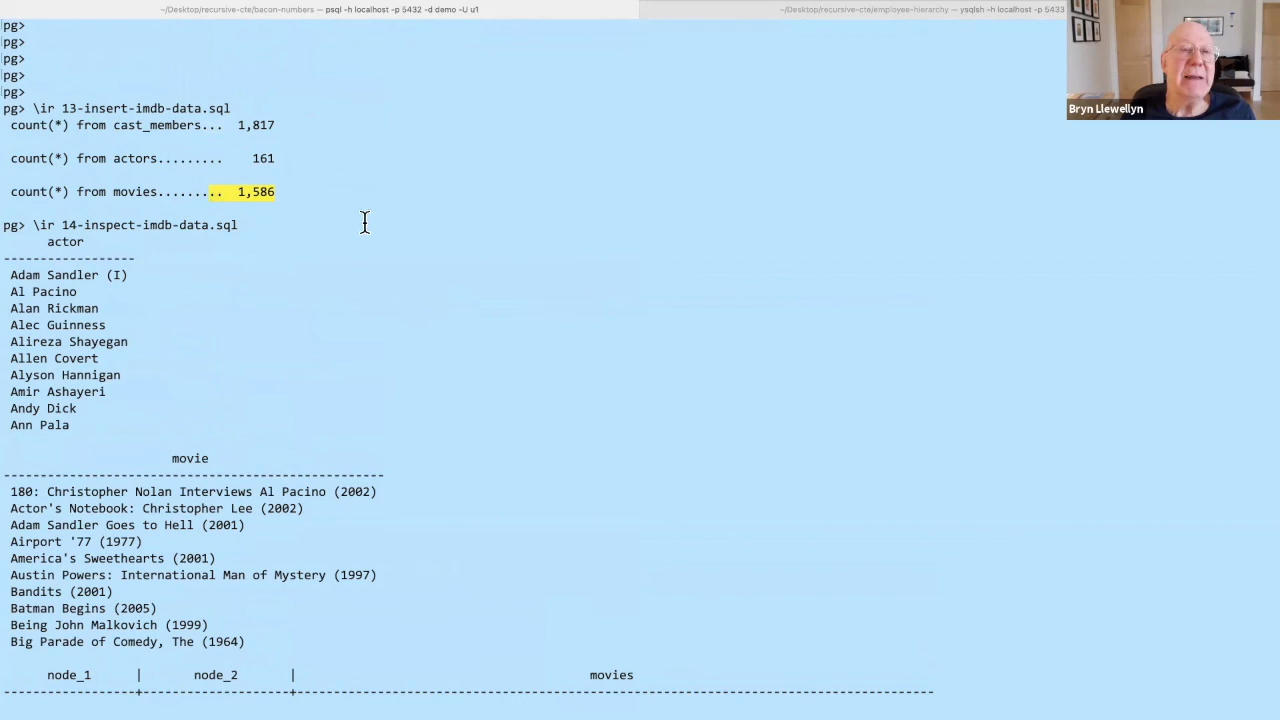 ~/Desktop/recursive-cte/bacon-numbers — psql -h localhost -p 5432 -d demo -U u1
~/Desktop/recursive-cte/employee-hierarchy — ysqlsh -h localhost -p 5433
pg>
pg>
pg>
pg>
pg>
pg> \ir 13-insert-imdb-data.sql
count(*) from cast_members... 1,817
count(*) from actors......... 161
count(*) from movies......... 1,586
pg> \ir 14-inspect-imdb-data.sql
actor
------------------
Adam Sandler (I)
Al Pacino
Alan Rickman
Alec Guinness
Alireza Shayegan
Allen Covert
Alyson Hannigan
Amir Ashayeri
Andy Dick
Ann Pala
movie
----------------------------------------------------
180: Christopher Nolan Interviews Al Pacino (2002)
Actor's Notebook: Christopher Lee (2002)
Adam Sandler Goes to Hell (2001)
Airport '77 (1977)
America's Sweethearts (2001)
Austin Powers: International Man of Mystery (1997)
Bandits (2001)
Batman Begins (2005)
Being John Malkovich (1999)
Big Parade of Comedy, The (1964)
node_1 | node_2 | movies
------------------+--------------------+---------------------------------------------------------------------------------------
Bryn Llewellyn